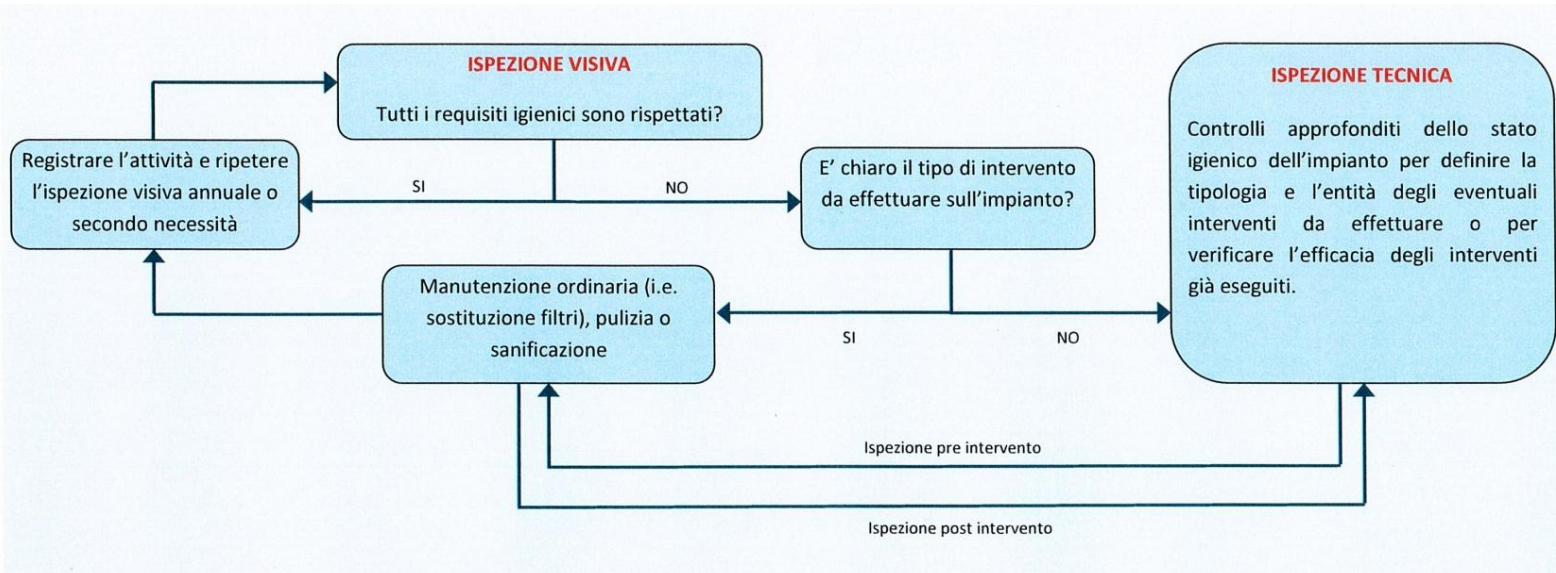 ISPEZIONE VISIVA
Tutti i requisiti igienici sono rispettati?
Registrare l’attività e ripetere
l’ispezione visiva annuale o
secondo necessità
SI
NO
E’ chiaro il tipo di intervento
da effettuare sull’impianto?
Manutenzione ordinaria (i.e.
sostituzione filtri), pulizia o
sanificazione
SI
NO
ISPEZIONE TECNICA
Controlli approfonditi dello stato
igienico dell’impianto per definire la
tipologia e l’entità degli eventuali
interventi da effettuare o per
verificare l’efficacia degli interventi
già eseguiti.
Ispezione pre intervento
Ispezione post intervento